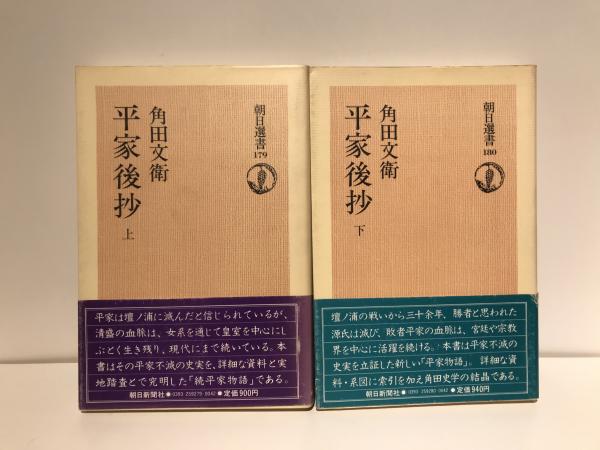 朝日選書
179
角田文衛
平家後抄
上
平家は壇ノ浦に滅んだと信じられているが、
清盛の血脈は、女系を通じて皇室を中心にし
ぶとく生き残り、現代にまで続いている。本
書はその平家不滅の史実を、詳細な資料と実
地踏査とで究明した「続平家物語」である。
朝日新聞社●0393 259279 0042●定価900円
朝日選書
180
角田文衛
平家後抄
下
壇ノ浦の戦いから三十余年、勝者と思われた
源氏は滅び、敗者平家の血脈は、宮廷や宗教
界を中心に活躍を続ける。本書は平家不滅の
史実を立証した新しい「平家物語」。詳細な資
料・系図に索引を加え角田史学の結晶である。
朝日新聞社●0393 259280 0042●定価940円